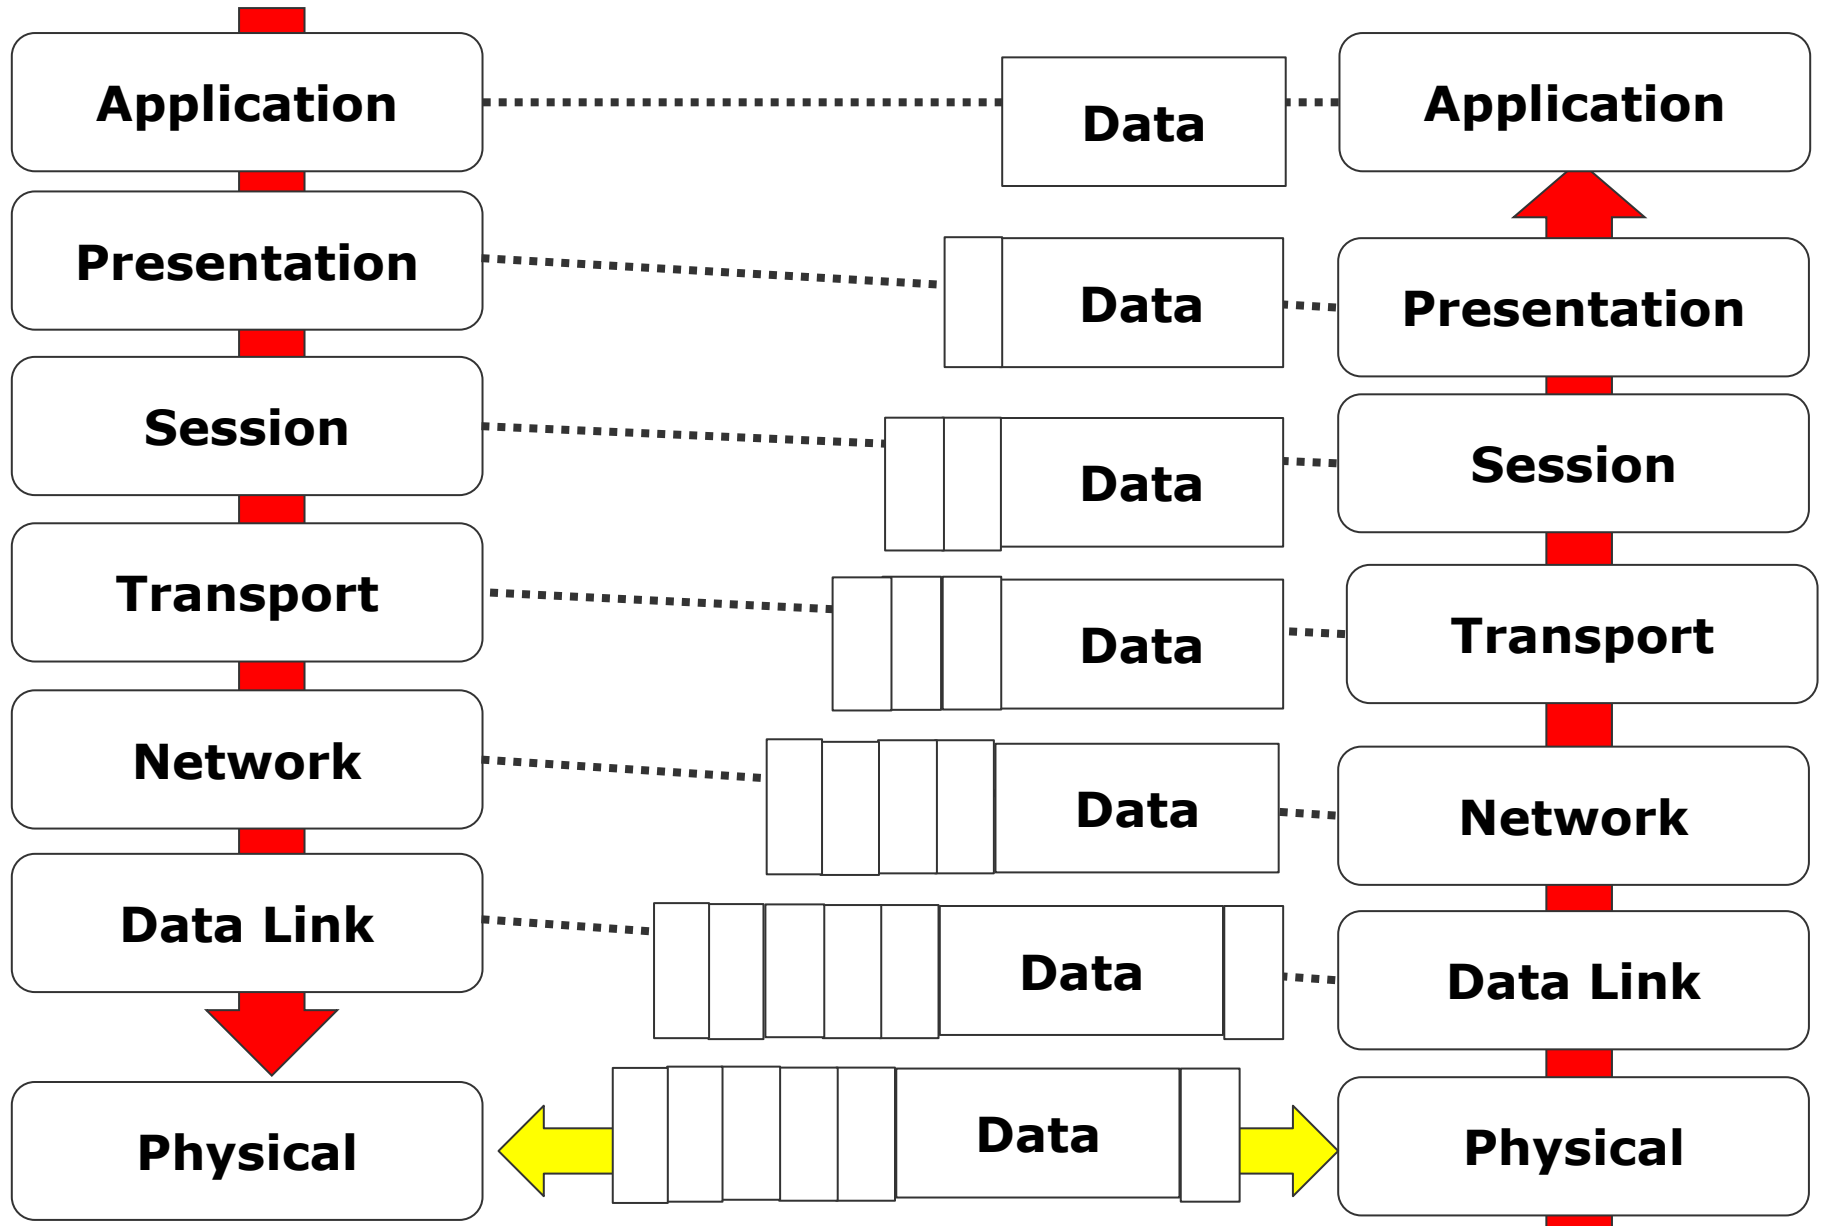 Application
Data
Application
Presentation
Data
Presentation
Session
Data
Session
Transport
Data
Transport
Network
Data
Network
Data Link
Data
Data Link
Physical
Data
Physical